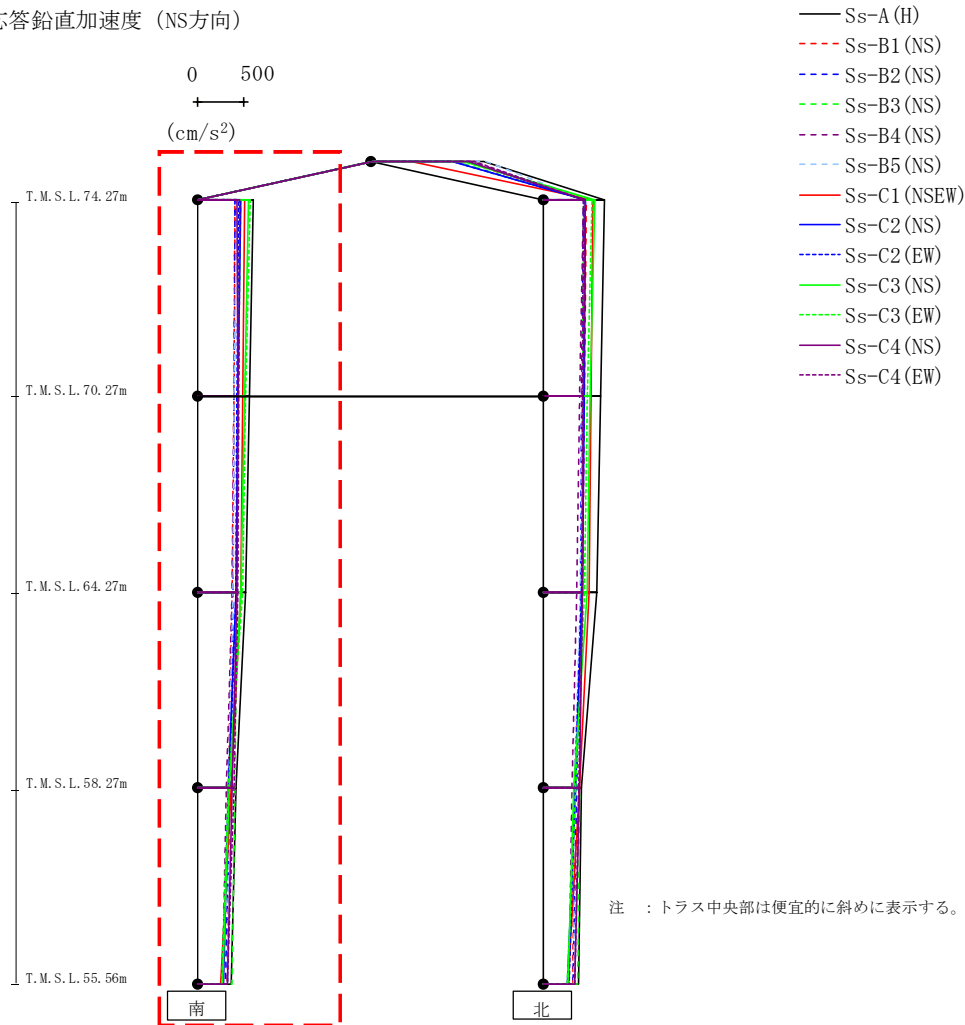 応答鉛直加速度 (NS方向)
0 500
(cm/s²)
Ss-A(H)
Ss-B1(NS)
Ss-B2(NS)
Ss-B3(NS)
Ss-B4(NS)
Ss-B5(NS)
Ss-C1(NSEW)
Ss-C2(NS)
Ss-C2(EW)
Ss-C3(NS)
Ss-C3(EW)
Ss-C4(NS)
Ss-C4(EW)
T.M.S.L.74.27m
T.M.S.L.70.27m
T.M.S.L.64.27m
T.M.S.L.58.27m
T.M.S.L.55.56m
注 :トラス中央部は便宜的に斜めに表示する。
南
北